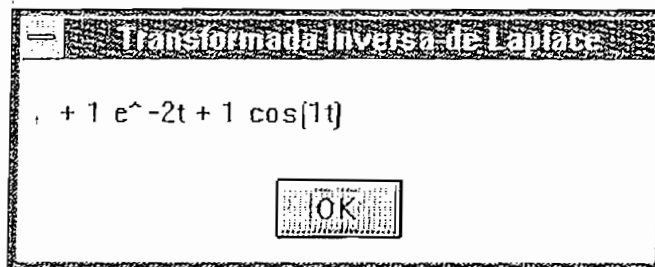 Transformada Inversa de Laplace
+ 1 e^-2t + 1 cos(1t)
OK